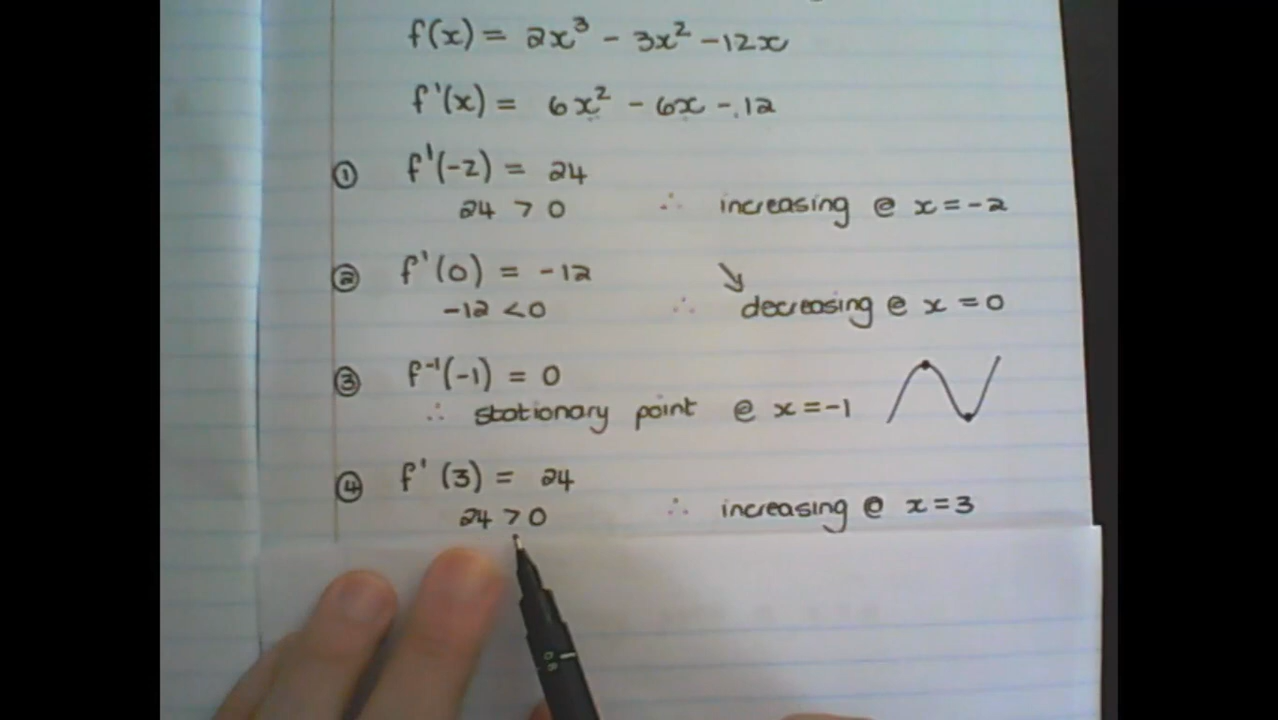 f(x) = 2x³ - 3x² - 12x
f'(x) = 6x² - 6x - 12
① f'(-2) = 24
24 > 0 ∴ increasing @ x = -2
② f'(0) = -12
-12 < 0 ∴ decreasing @ x = 0
③ f⁻¹(-1) = 0
∴ stationary point @ x = -1
④ f'(3) = 24
24 > 0 ∴ increasing @ x = 3